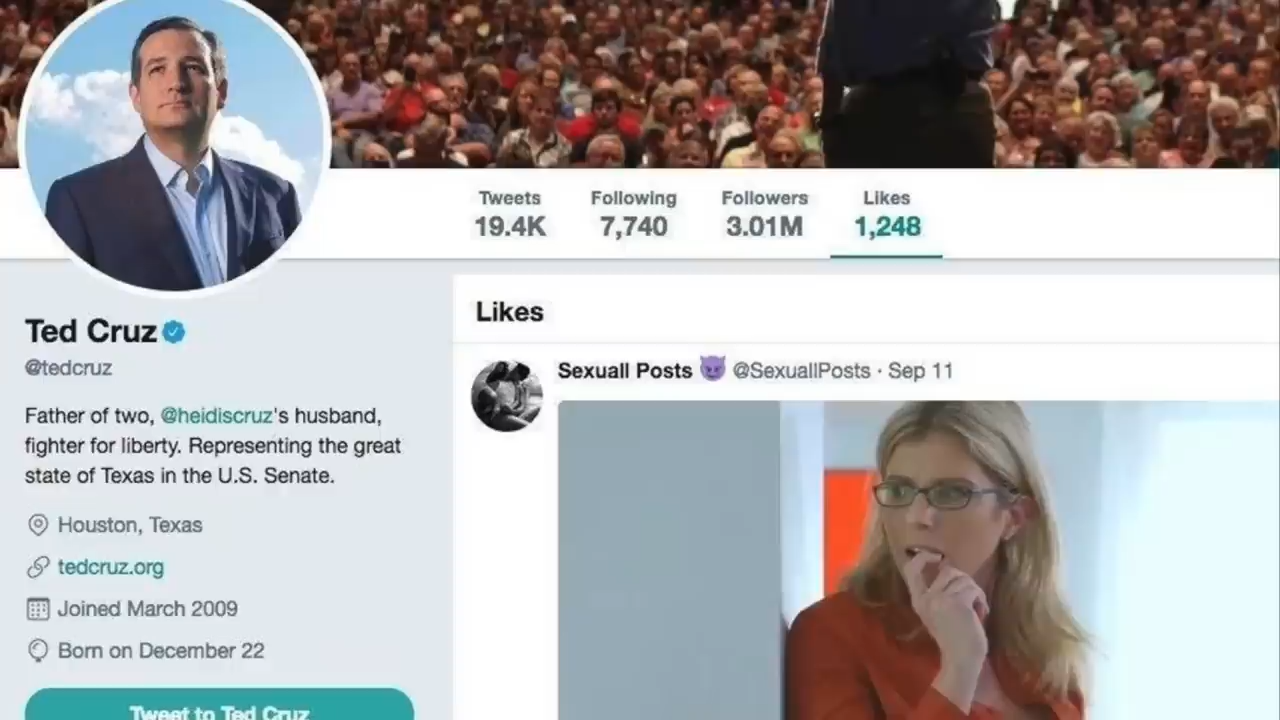 Tweets Following Followers Likes
19.4K 7,740 3.01M 1,248
Ted Cruz
@tedcruz
Father of two, @heidiscruz's husband,
fighter for liberty. Representing the great
state of Texas in the U.S. Senate.
Houston, Texas
tedcruz.org
Joined March 2009
Born on December 22
Tweet to Ted Cruz
Likes
Sexuall Posts 😈 @SexuallPosts · Sep 11